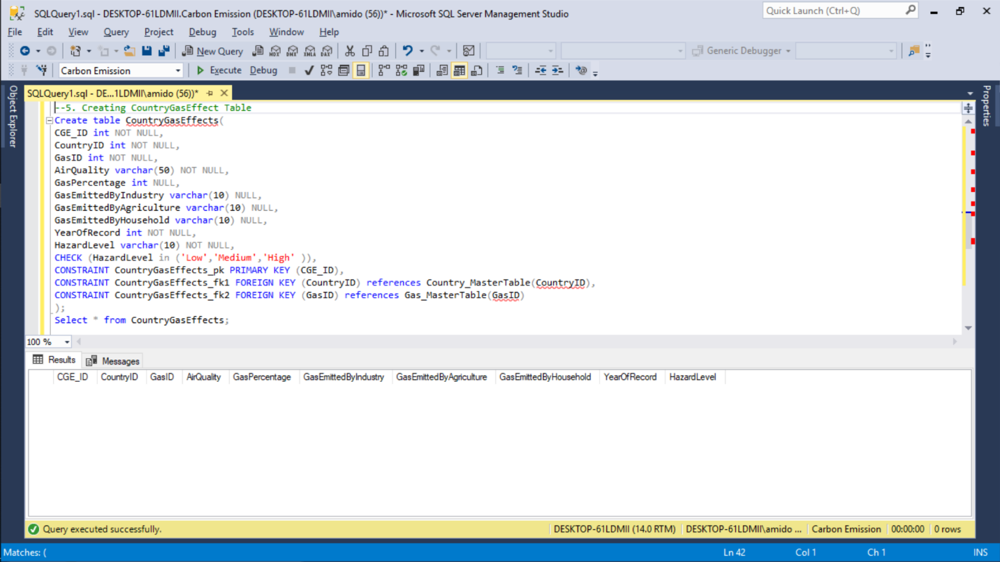 SQLQuery1.sql - DESKTOP-61LDMII.Carbon Emission (DESKTOP-61LDMII\amido (56))* - Microsoft SQL Server Management Studio
Quick Launch (Ctrl+Q)
File Edit View Query Project Debug Tools Window Help
New Query MDX DMX XMLA DAX Generic Debugger
Carbon Emission Execute Debug
Object Explorer
SQLQuery1.sql - DE...1LDMII\amido (56))*
Properties
--5. Creating CountryGasEffect Table
Create table CountryGasEffects(
CGE_ID int NOT NULL,
CountryID int NOT NULL,
GasID int NOT NULL,
AirQuality varchar(50) NOT NULL,
GasPercentage int NULL,
GasEmittedByIndustry varchar(10) NULL,
GasEmittedByAgriculture varchar(10) NULL,
GasEmittedByHousehold varchar(10) NULL,
YearOfRecord int NOT NULL,
HazardLevel varchar(10) NOT NULL,
CHECK (HazardLevel in ('Low','Medium','High' )),
CONSTRAINT CountryGasEffects_pk PRIMARY KEY (CGE_ID),
CONSTRAINT CountryGasEffects_fk1 FOREIGN KEY (CountryID) references Country_MasterTable(CountryID),
CONSTRAINT CountryGasEffects_fk2 FOREIGN KEY (GasID) references Gas_MasterTable(GasID)
);
Select * from CountryGasEffects;
100 %
Results Messages
CGE_ID CountryID GasID AirQuality GasPercentage GasEmittedByIndustry GasEmittedByAgriculture GasEmittedByHousehold YearOfRecord HazardLevel
Query executed successfully. DESKTOP-61LDMII (14.0 RTM) DESKTOP-61LDMII\amido ... Carbon Emission 00:00:00 0 rows
Matches: ( Ln 42 Col 1 Ch 1 INS